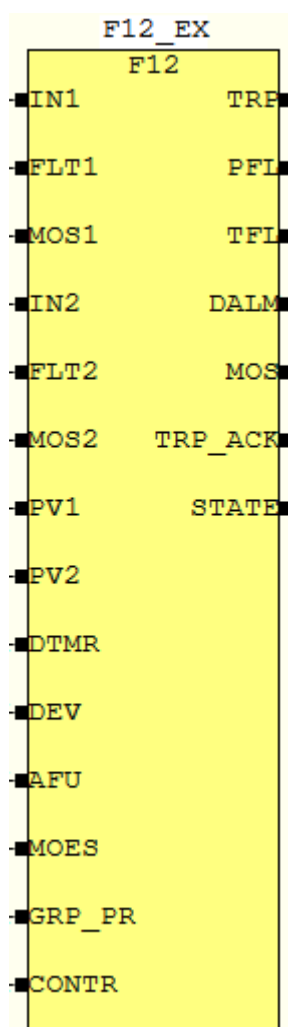 F12_EX
F12
IN1 TRP
FLT1 PFL
MOS1 TFL
IN2 DALM
FLT2 MOS
MOS2 TRP_ACK
PV1 STATE
PV2
DTMR
DEV
AFU
MOES
GRP_PR
CONTR